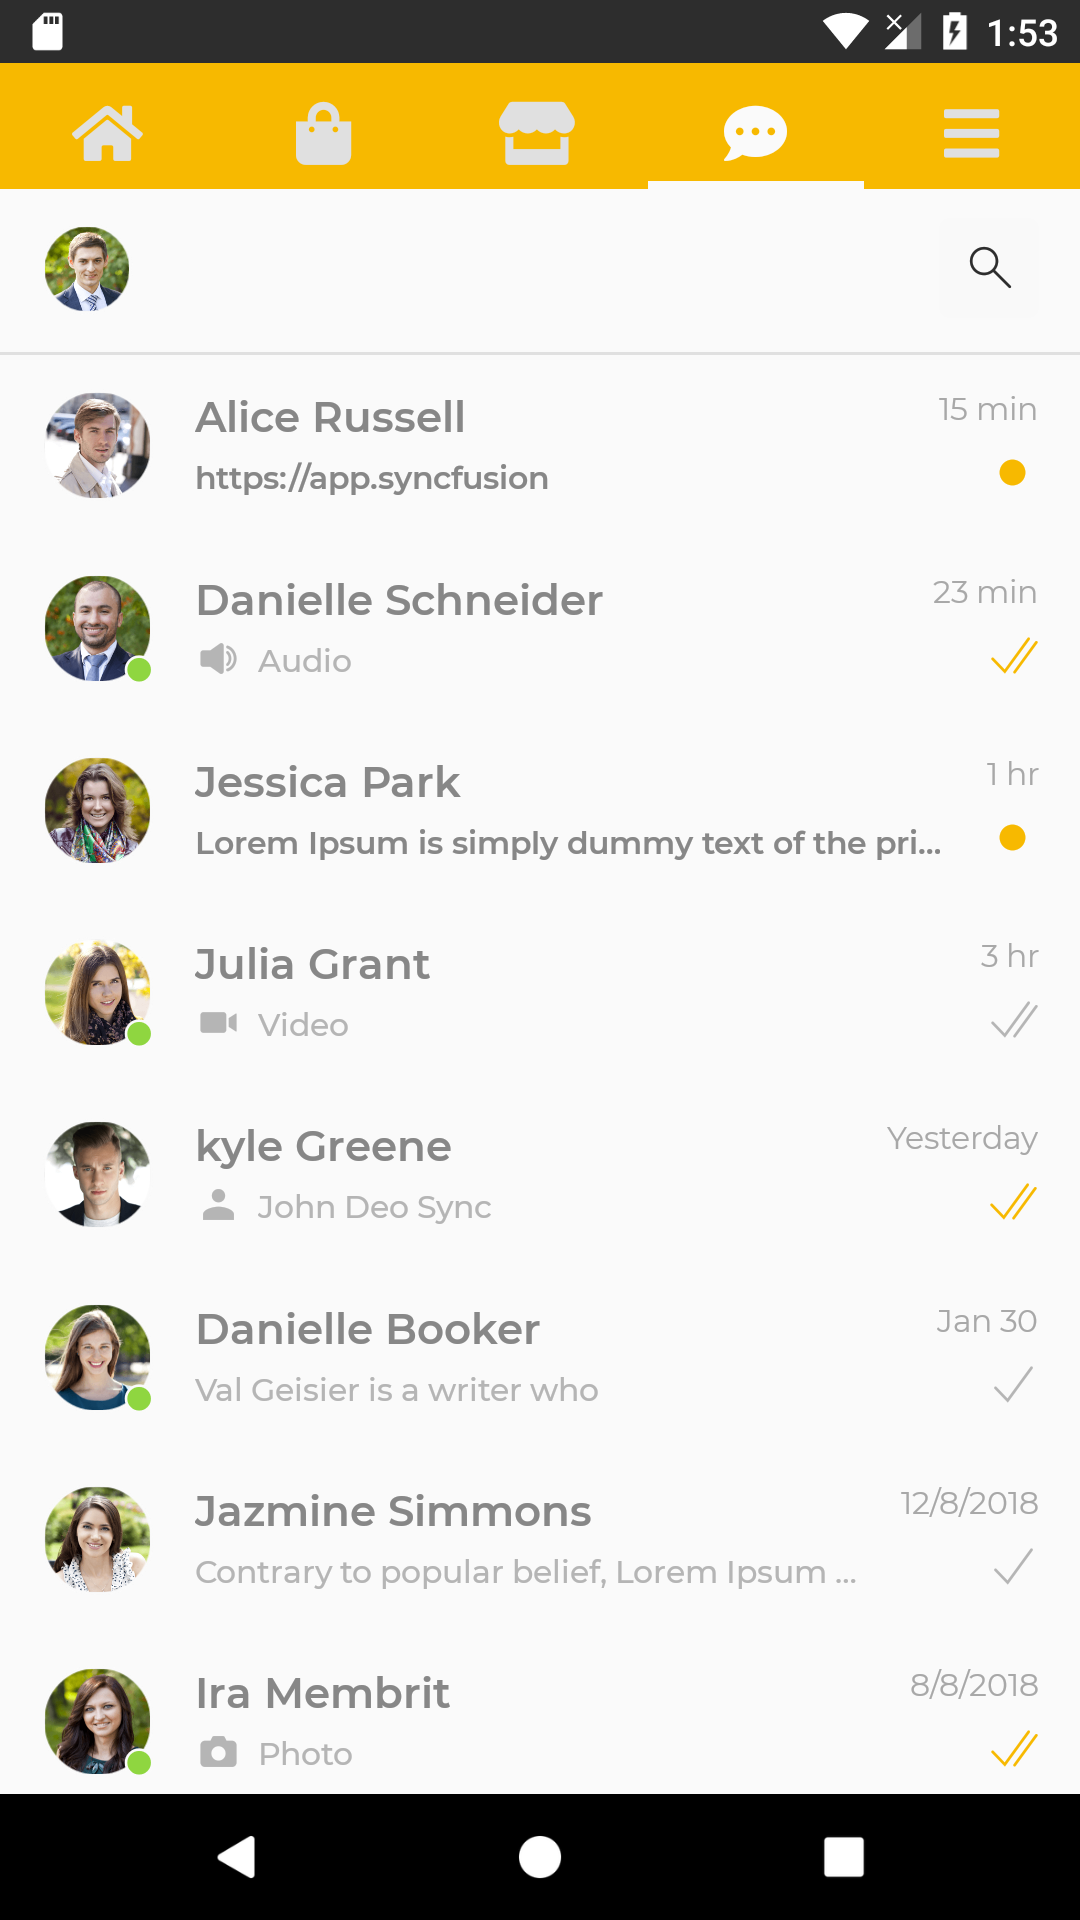 1:53
Alice Russell
15 min
https://app.syncfusion
Danielle Schneider
23 min
Audio
Jessica Park
1 hr
Lorem Ipsum is simply dummy text of the pri...
Julia Grant
3 hr
Video
kyle Greene
Yesterday
John Deo Sync
Danielle Booker
Jan 30
Val Geisier is a writer who
Jazmine Simmons
12/8/2018
Contrary to popular belief, Lorem Ipsum ...
Ira Membrit
8/8/2018
Photo